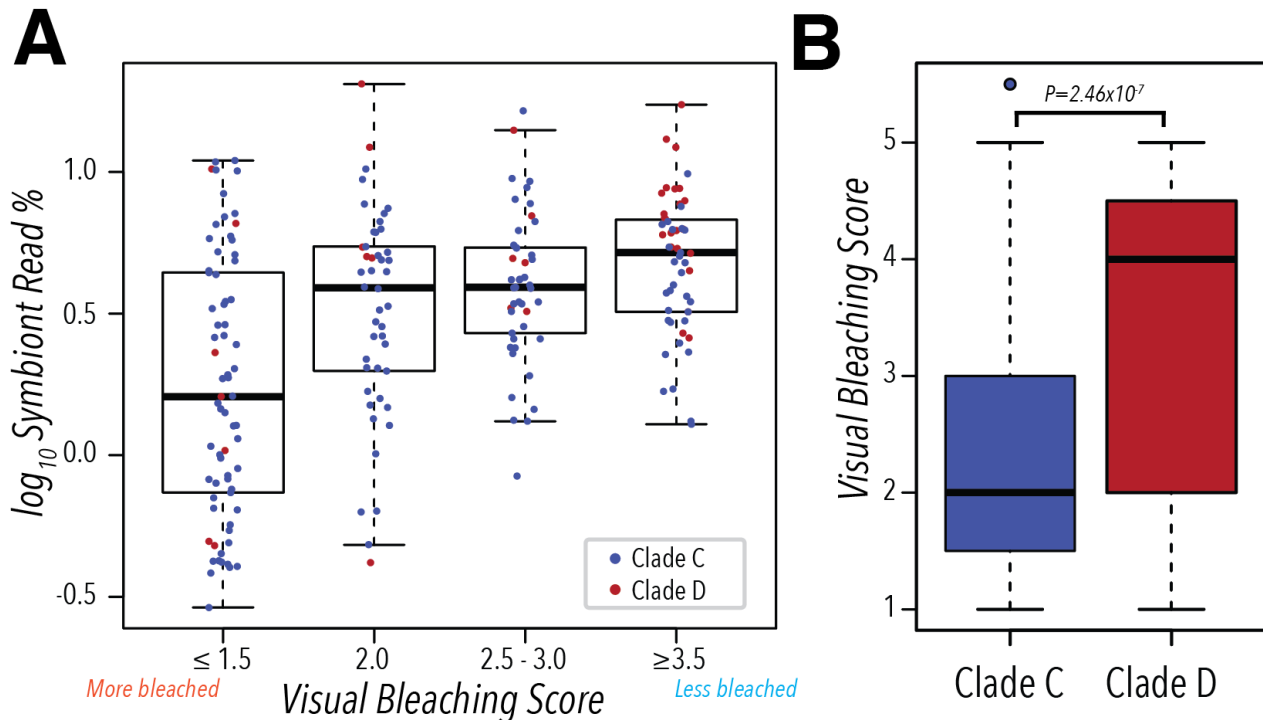 A
log10 Symbiont Read %
1.0
0.5
0.0
-0.5
≤ 1.5
2.0
2.5 - 3.0
≥3.5
More bleached
Visual Bleaching Score
Less bleached
Clade C
Clade D
B
Visual Bleaching Score
P=2.46x10-7
5
4
3
2
1
Clade C
Clade D